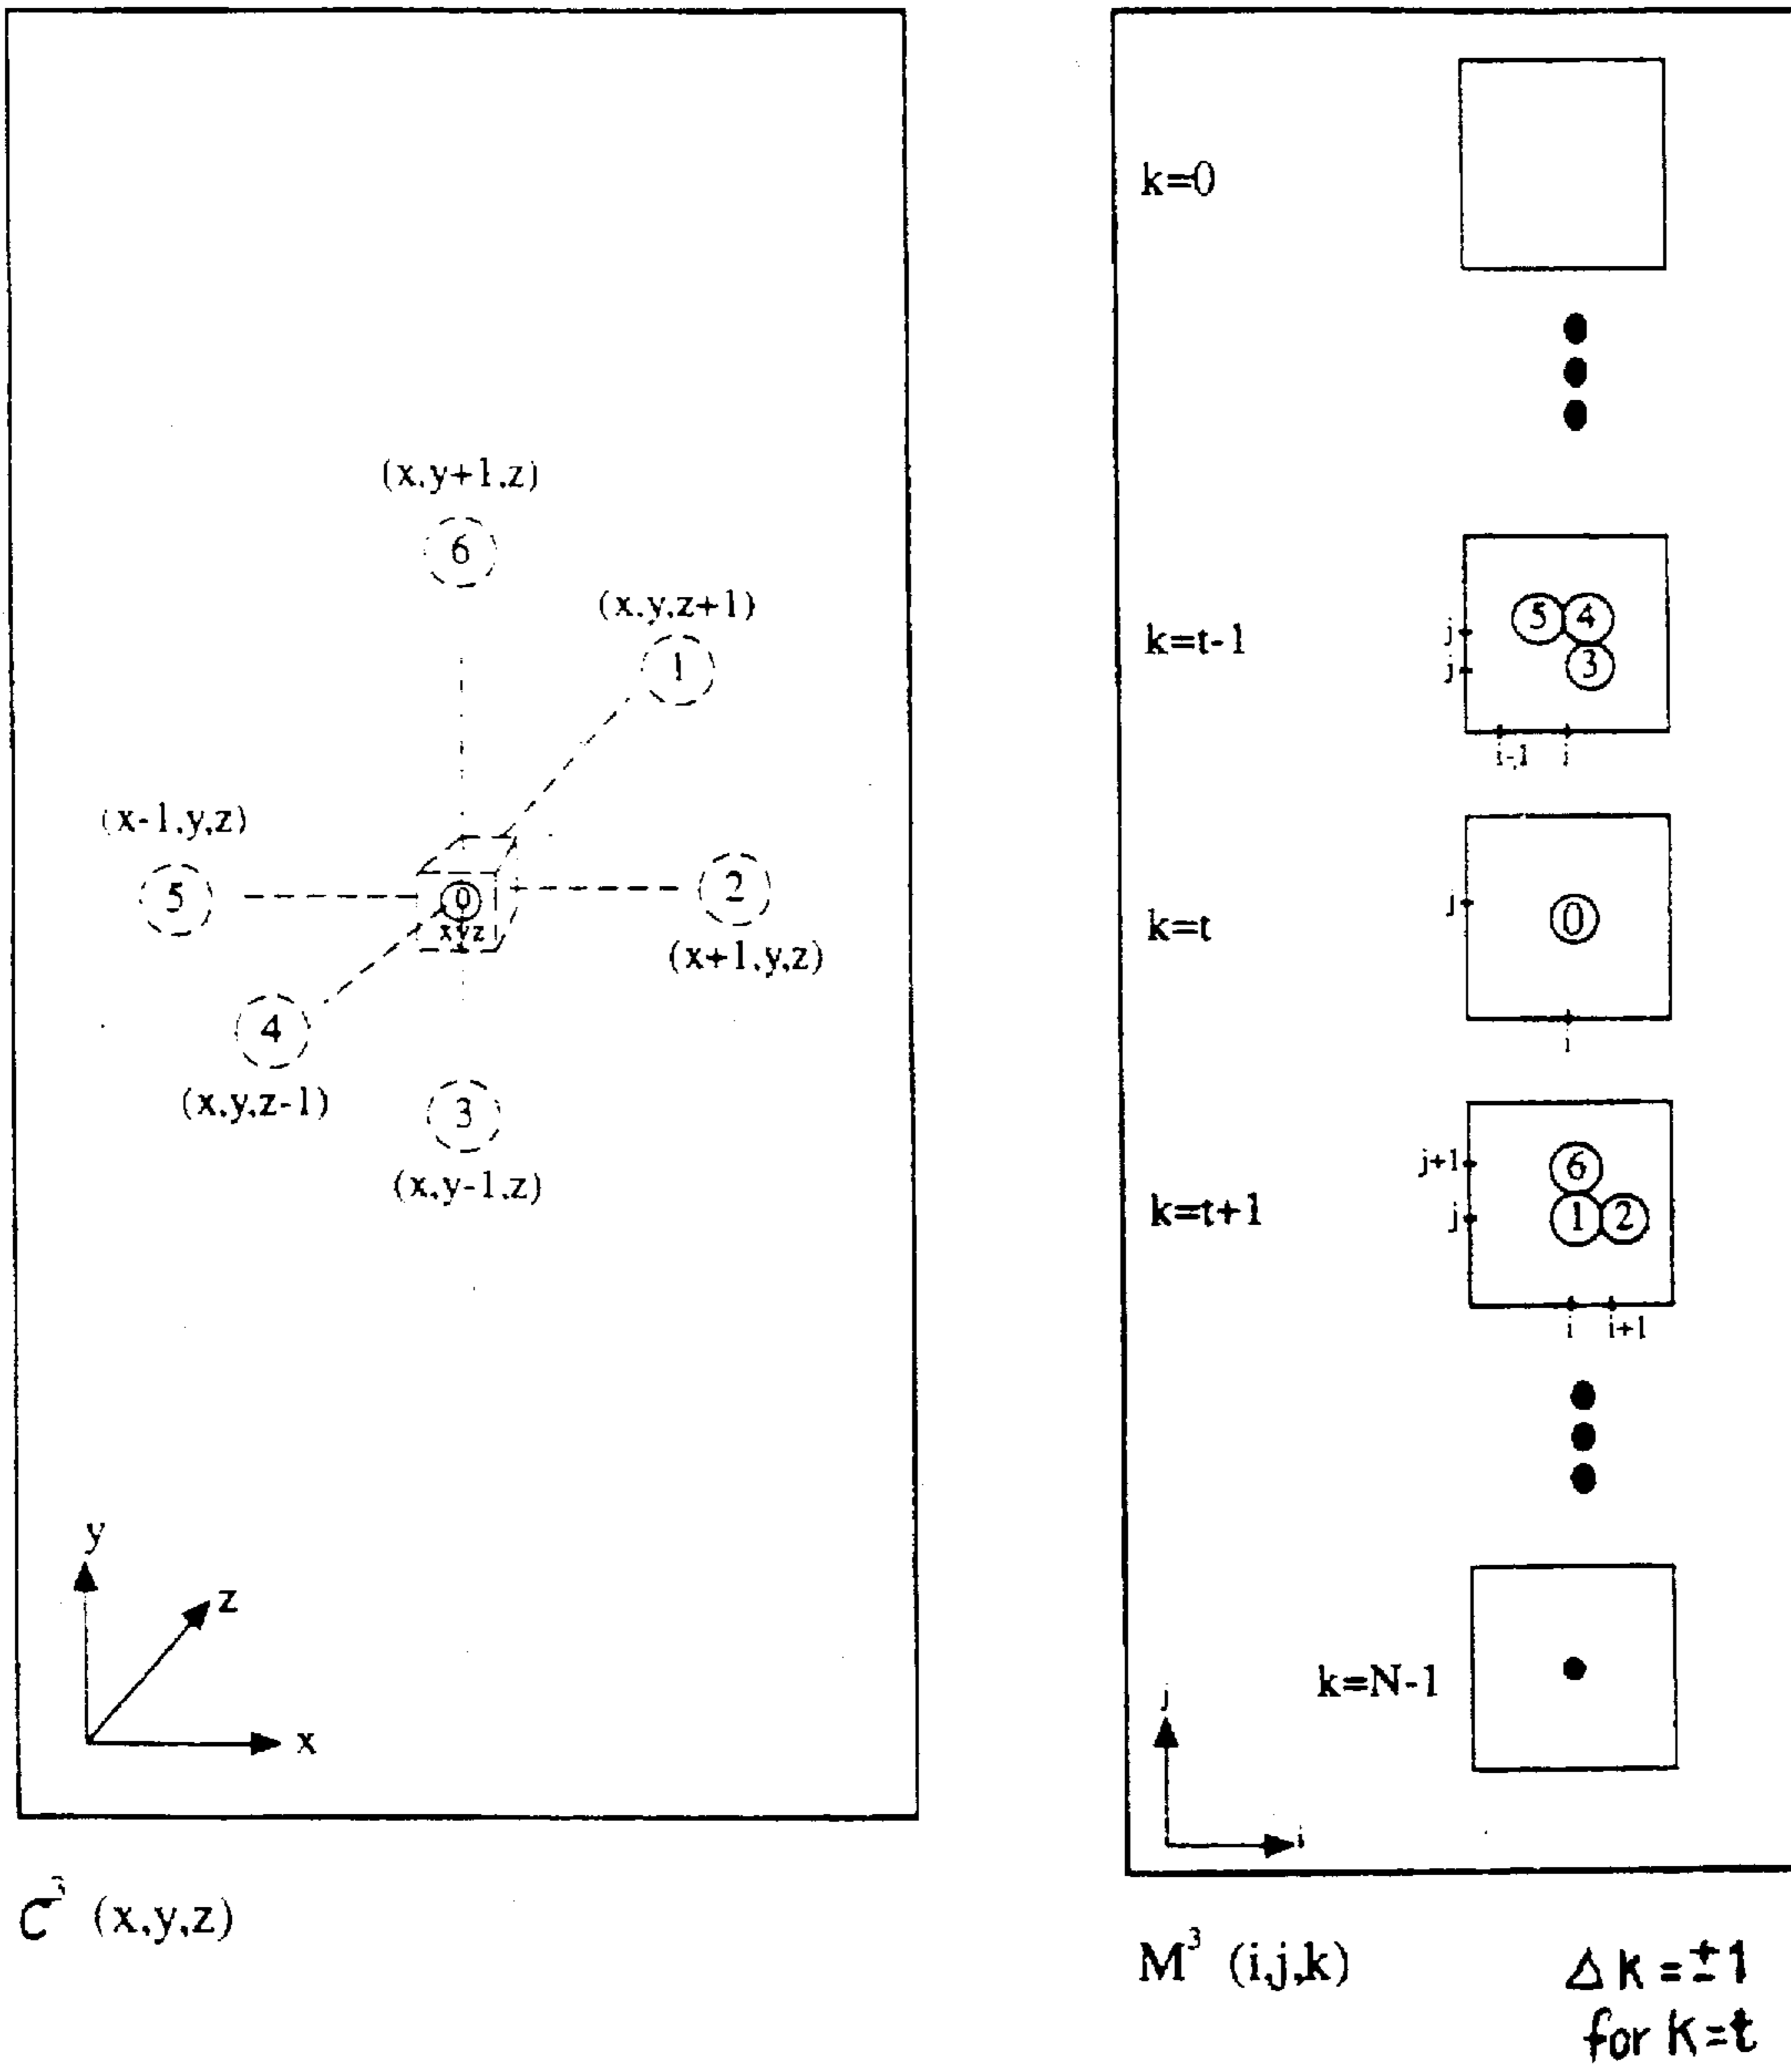 (x,y+1,z)
6
(x,y,z+1)
1
(x-1,y,z)
5
0
xyz
2
(x+1,y,z)
4
(x,y,z-1)
3
(x,y-1,z)
y
z
x
C³ (x,y,z)
k=0
k=t-1
5 4
j
3
j
i-1 i
k=t
j
0
i
k=t+1
j+1
6
j
1 2
i i+1
k=N-1
j
i
M³ (i,j,k)
Δk=±1
for k=t